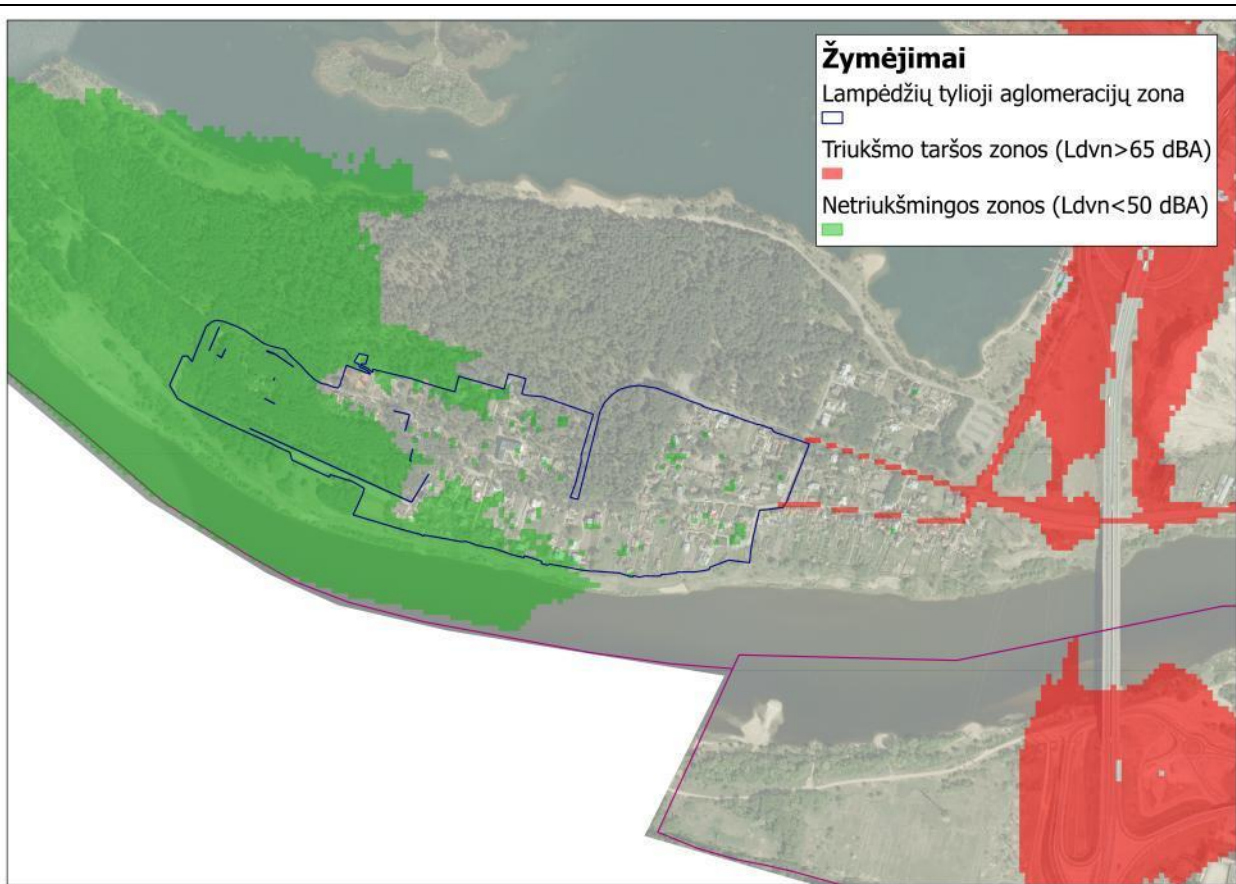 Žymėjimai
Lampėdžių tylioji aglomeracijų zona
Triukšmo taršos zonos (Ldvn>65 dBA)
Netriukšmingos zonos (Ldvn<50 dBA)